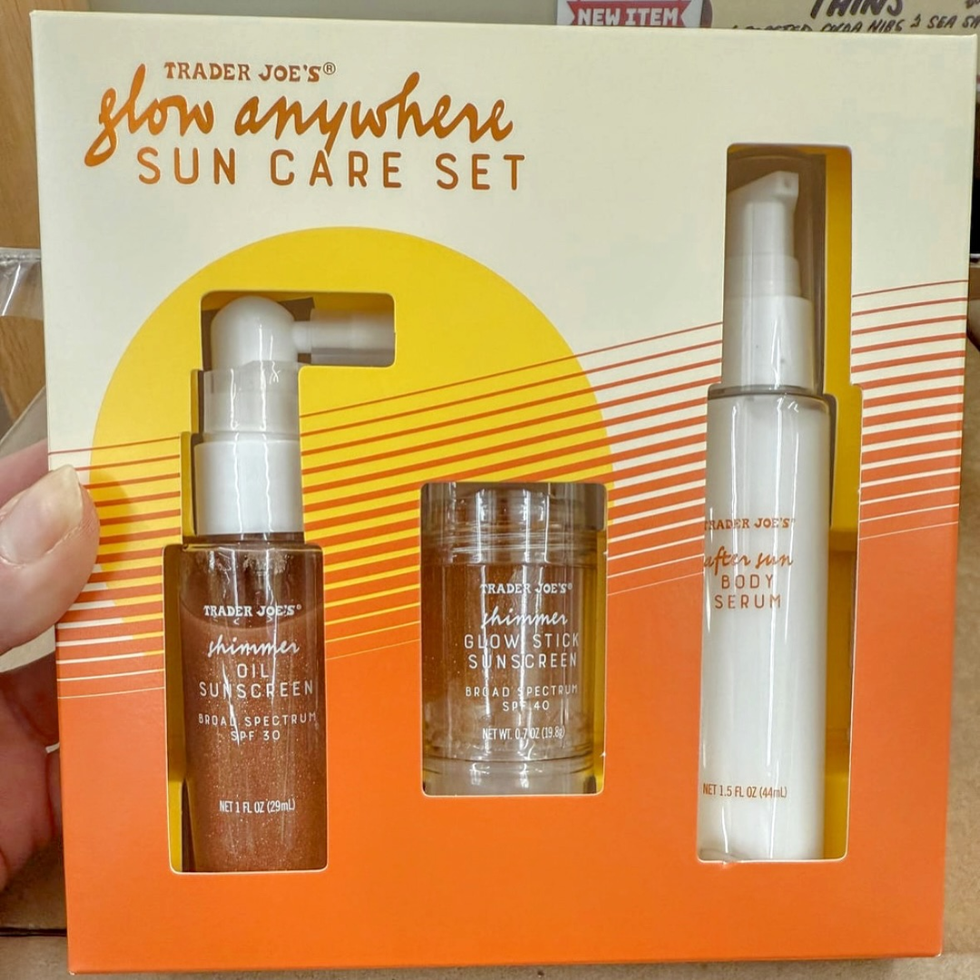 NEW ITEM
THINS
NIBS & SEA
TRADER JOE'S®
glow anywhere
SUN CARE SET
TRADER JOE'S®
shimmer
OIL
SUNSCREEN
BROAD SPECTRUM
SPF 30
NET 1 FL OZ (29mL)
TRADER JOE'S®
shimmer
GLOW STICK
SUNSCREEN
BROAD SPECTRUM
SPF 40
NET WT. 0.7 OZ (19.8g)
TRADER JOE'S®
after sun
BODY
SERUM
NET 1.5 FL OZ (44mL)